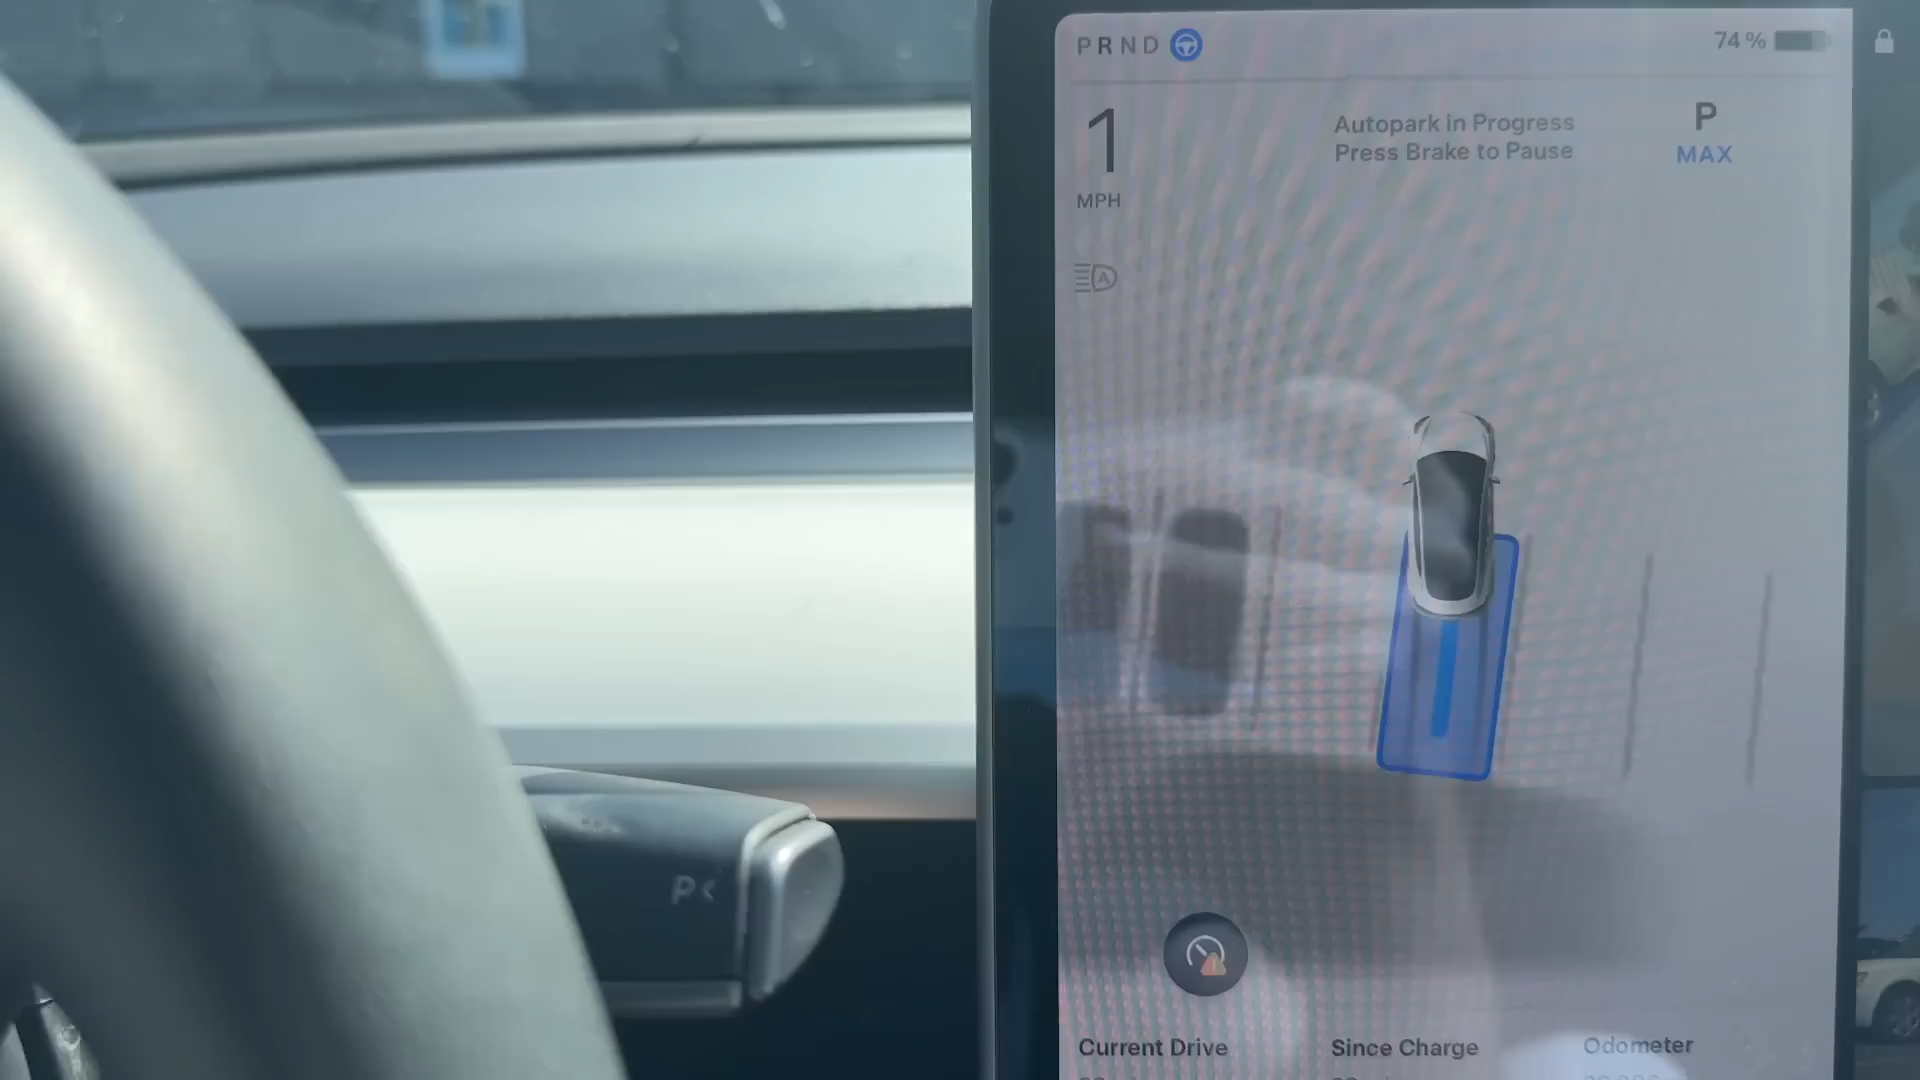 PRND
74 %
1
MPH
Autopark in Progress
Press Brake to Pause
P
MAX
A
P<
Current Drive
Since Charge
Odometer